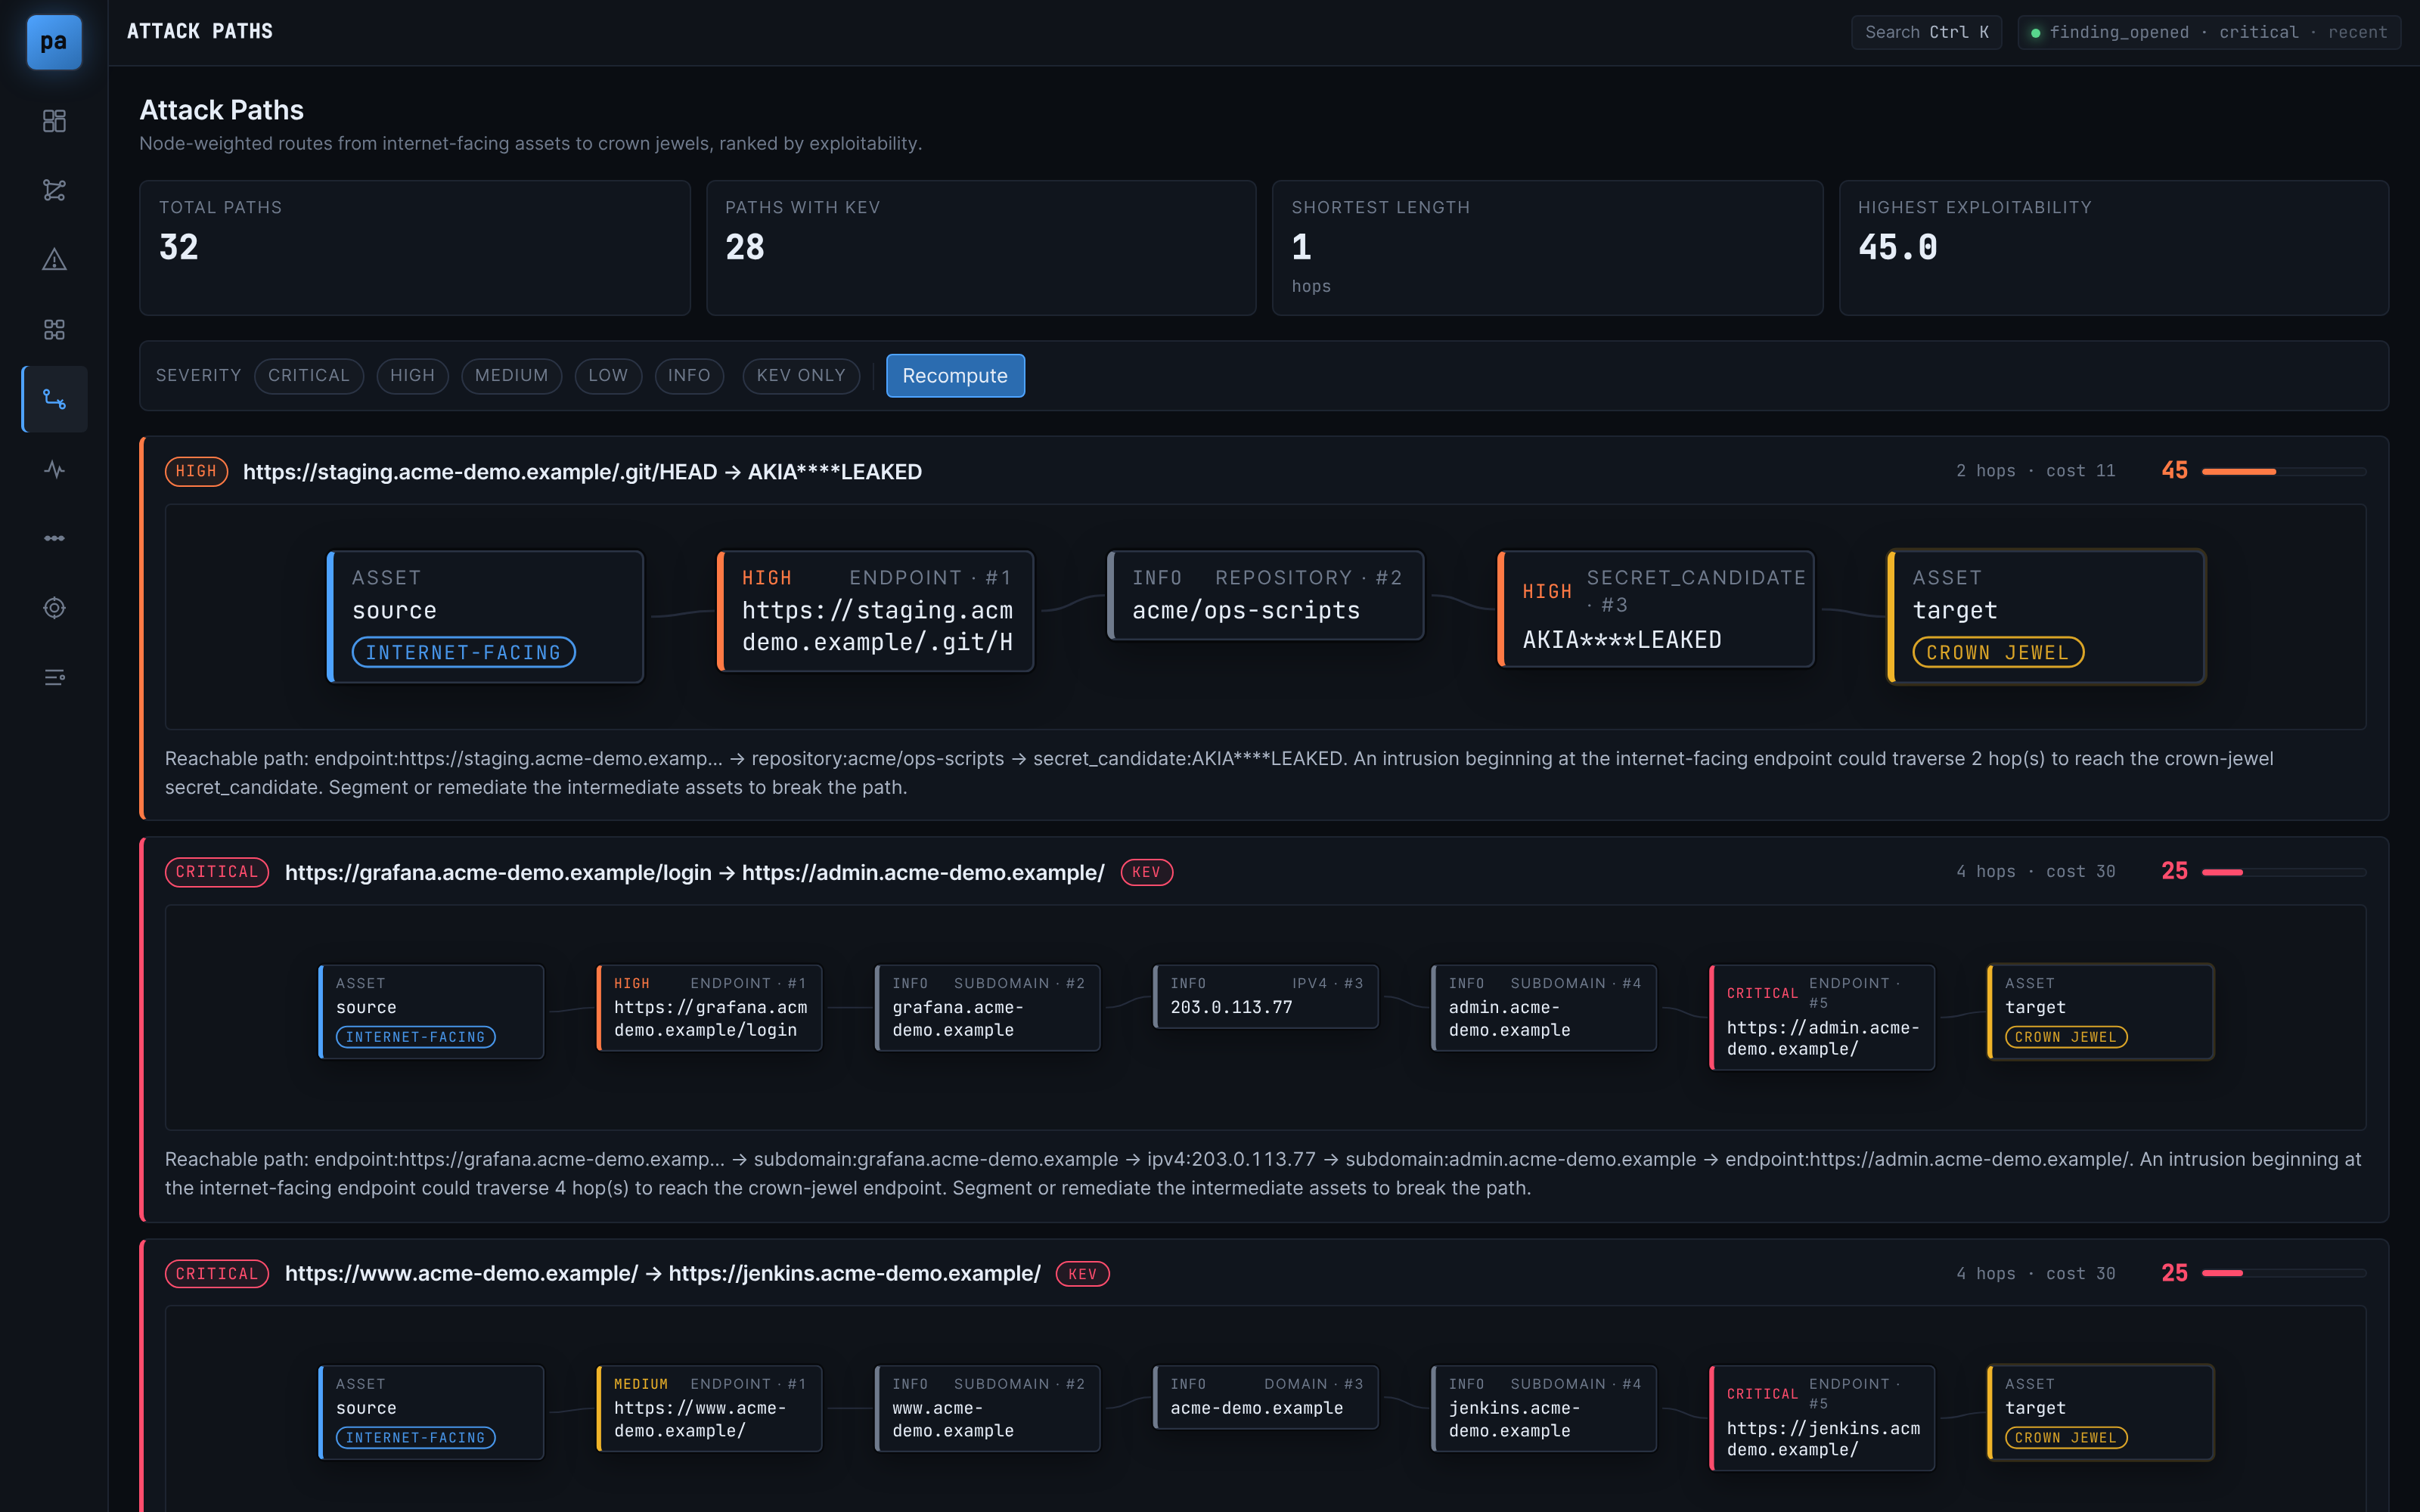 pa
ATTACK PATHS
Search Ctrl K
finding_opened · critical · recent
Attack Paths
Node-weighted routes from internet-facing assets to crown jewels, ranked by exploitability.
TOTAL PATHS
32
PATHS WITH KEV
28
SHORTEST LENGTH
1
hops
HIGHEST EXPLOITABILITY
45.0
SEVERITY CRITICAL HIGH MEDIUM LOW INFO KEV ONLY Recompute
HIGH https://staging.acme-demo.example/.git/HEAD → AKIA****LEAKED 2 hops · cost 11 45
ASSET
source
INTERNET-FACING
HIGH ENDPOINT · #1
https://staging.acm
demo.example/.git/H
INFO REPOSITORY · #2
acme/ops-scripts
HIGH SECRET_CANDIDATE
· #3
AKIA****LEAKED
ASSET
target
CROWN JEWEL
Reachable path: endpoint:https://staging.acme-demo.examp... → repository:acme/ops-scripts → secret_candidate:AKIA****LEAKED. An intrusion beginning at the internet-facing endpoint could traverse 2 hop(s) to reach the crown-jewel
secret_candidate. Segment or remediate the intermediate assets to break the path.
CRITICAL https://grafana.acme-demo.example/login → https://admin.acme-demo.example/ KEV 4 hops · cost 30 25
ASSET
source
INTERNET-FACING
HIGH ENDPOINT · #1
https://grafana.acm
demo.example/login
INFO SUBDOMAIN · #2
grafana.acme-
demo.example
INFO IPV4 · #3
203.0.113.77
INFO SUBDOMAIN · #4
admin.acme-
demo.example
CRITICAL ENDPOINT ·
#5
https://admin.acme-
demo.example/
ASSET
target
CROWN JEWEL
Reachable path: endpoint:https://grafana.acme-demo.examp... → subdomain:grafana.acme-demo.example → ipv4:203.0.113.77 → subdomain:admin.acme-demo.example → endpoint:https://admin.acme-demo.example/. An intrusion beginning at
the internet-facing endpoint could traverse 4 hop(s) to reach the crown-jewel endpoint. Segment or remediate the intermediate assets to break the path.
CRITICAL https://www.acme-demo.example/ → https://jenkins.acme-demo.example/ KEV 4 hops · cost 30 25
ASSET
source
INTERNET-FACING
MEDIUM ENDPOINT · #1
https://www.acme-
demo.example/
INFO SUBDOMAIN · #2
www.acme-
demo.example
INFO DOMAIN · #3
acme-demo.example
INFO SUBDOMAIN · #4
jenkins.acme-
demo.example
CRITICAL ENDPOINT ·
#5
https://jenkins.acm
demo.example/
ASSET
target
CROWN JEWEL